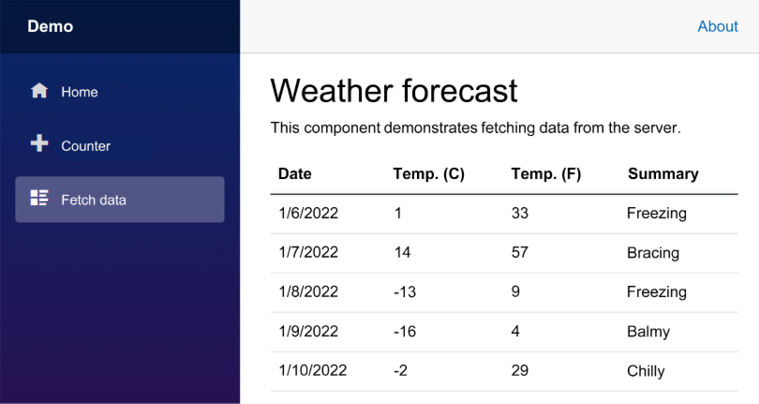 Demo
About
Home
Counter
Fetch data
Weather forecast
This component demonstrates fetching data from the server.
Date Temp. (C) Temp. (F) Summary
1/6/2022 1 33 Freezing
1/7/2022 14 57 Bracing
1/8/2022 -13 9 Freezing
1/9/2022 -16 4 Balmy
1/10/2022 -2 29 Chilly